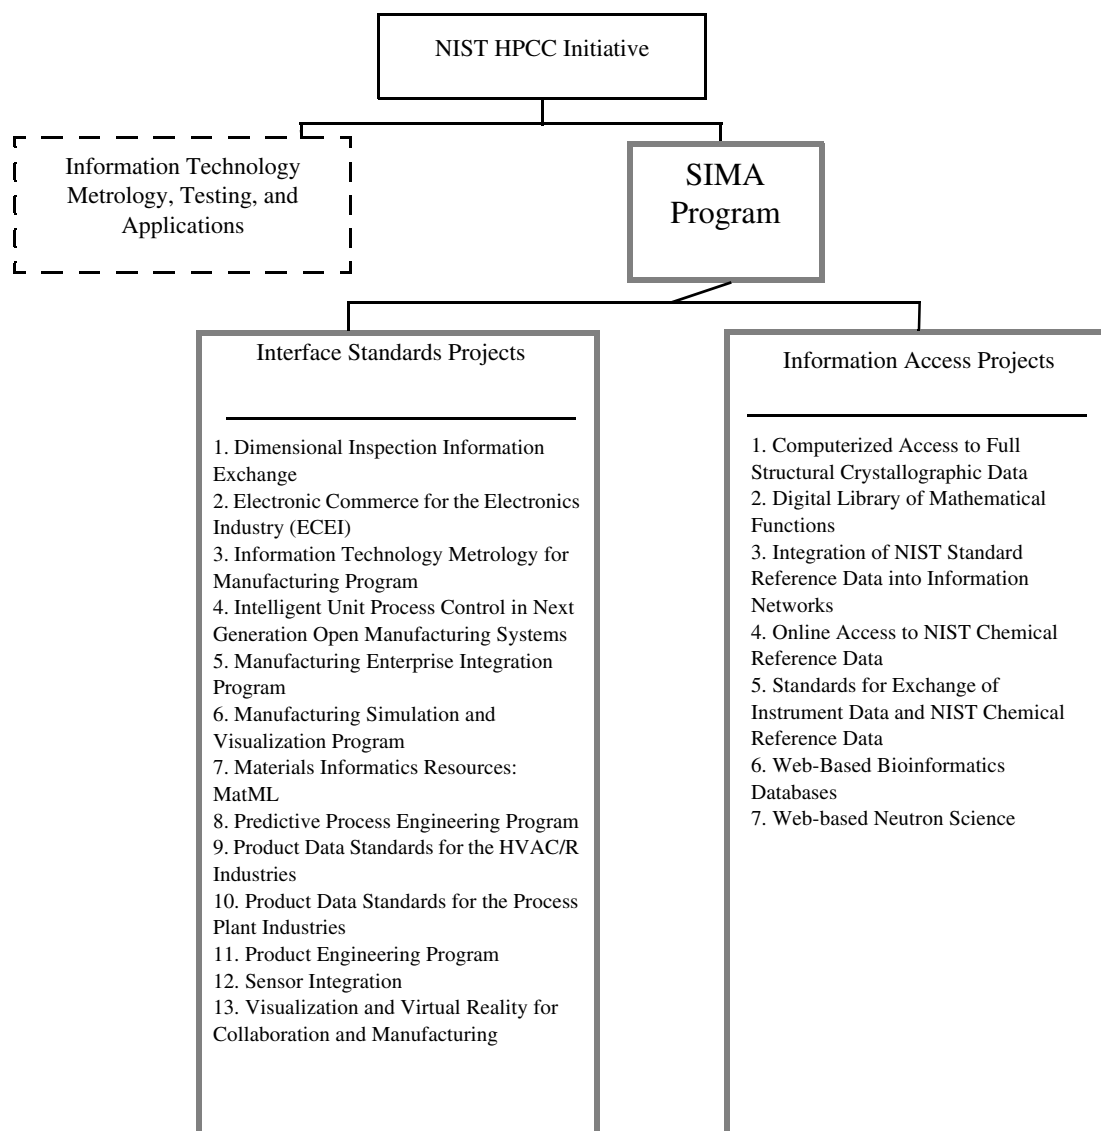 NIST HPCC Initiative
Information Technology
Metrology, Testing, and
Applications
SIMA
Program
Interface Standards Projects
1. Dimensional Inspection Information
Exchange
2. Electronic Commerce for the Electronics
Industry (ECEI)
3. Information Technology Metrology for
Manufacturing Program
4. Intelligent Unit Process Control in Next
Generation Open Manufacturing Systems
5. Manufacturing Enterprise Integration
Program
6. Manufacturing Simulation and
Visualization Program
7. Materials Informatics Resources:
MatML
8. Predictive Process Engineering Program
9. Product Data Standards for the HVAC/R
Industries
10. Product Data Standards for the Process
Plant Industries
11. Product Engineering Program
12. Sensor Integration
13. Visualization and Virtual Reality for
Collaboration and Manufacturing
Information Access Projects
1. Computerized Access to Full
Structural Crystallographic Data
2. Digital Library of Mathematical
Functions
3. Integration of NIST Standard
Reference Data into Information
Networks
4. Online Access to NIST Chemical
Reference Data
5. Standards for Exchange of
Instrument Data and NIST Chemical
Reference Data
6. Web-Based Bioinformatics
Databases
7. Web-based Neutron Science